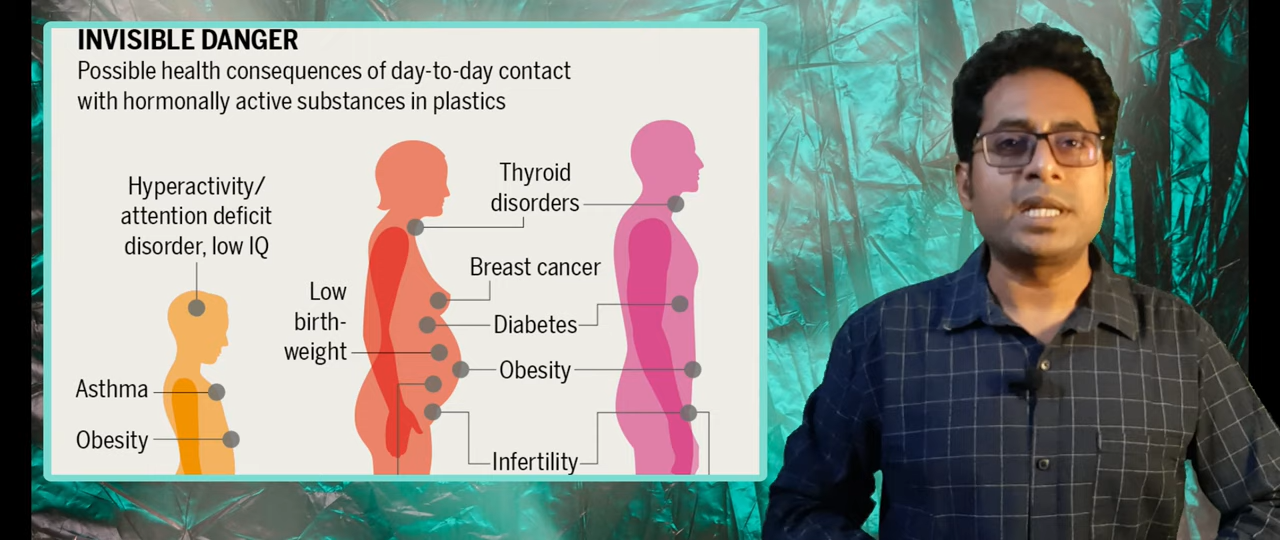 INVISIBLE DANGER
Possible health consequences of day-to-day contact
with hormonally active substances in plastics
Hyperactivity/
attention deficit
disorder, low IQ
Asthma
Obesity
Low
birth-
weight
Thyroid
disorders
Breast cancer
Diabetes
Obesity
Infertility